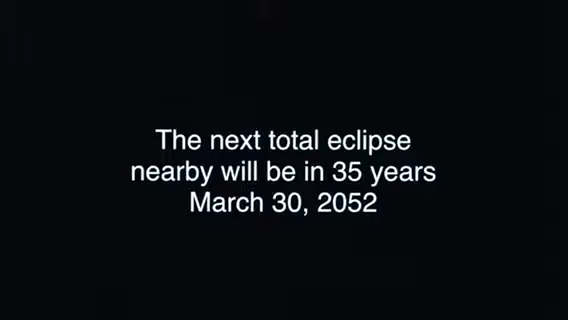 The next total eclipse
nearby will be in 35 years
March 30, 2052